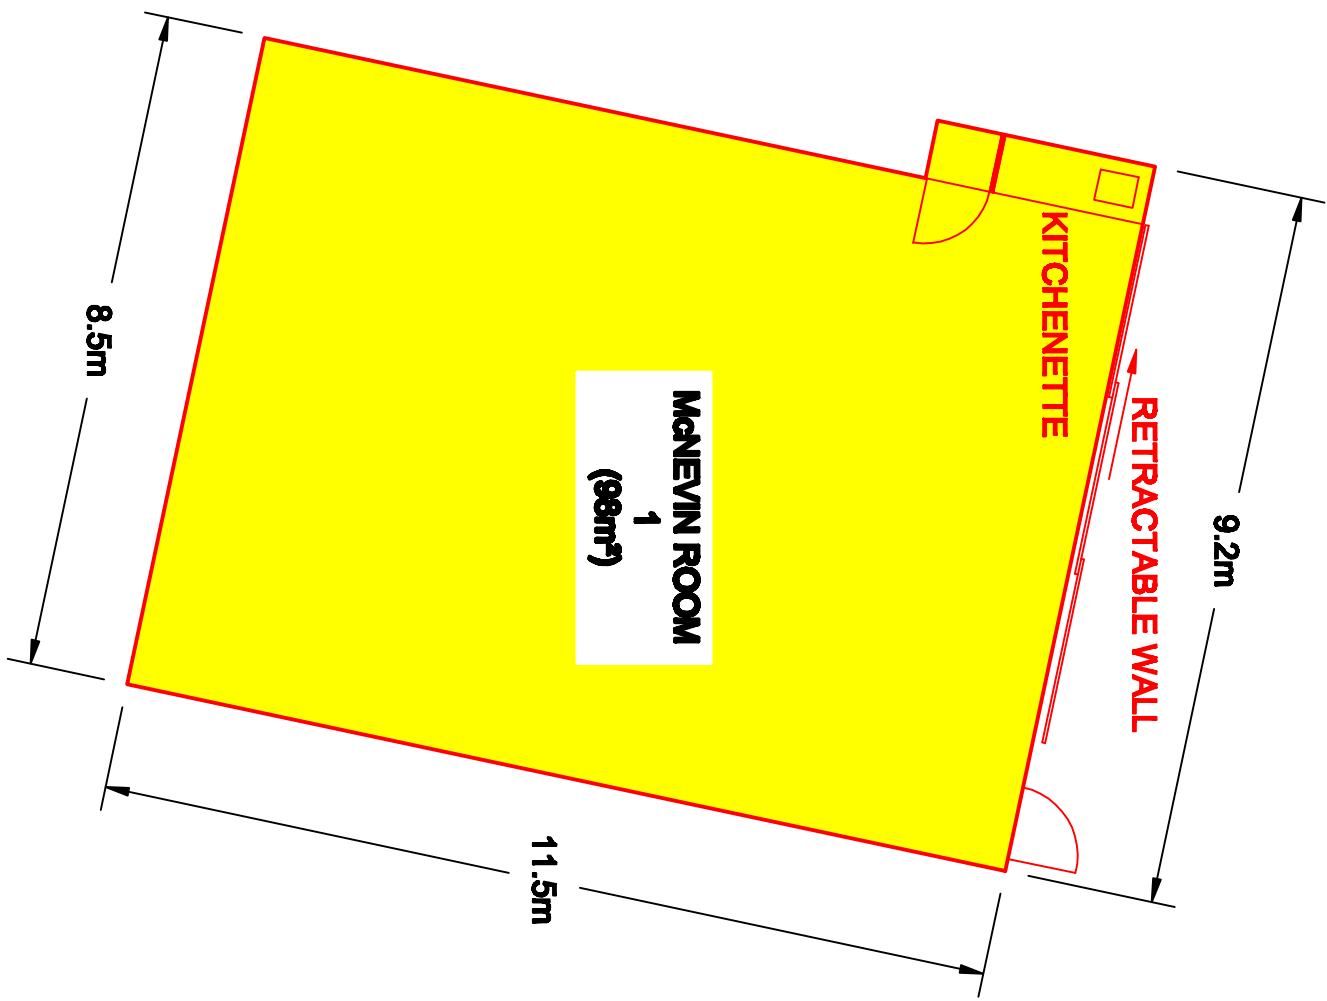 McNEVIN ROOM
1
(98m²)
KITCHENETTE
RETRACTABLE WALL
8.5m
9.2m
11.5m